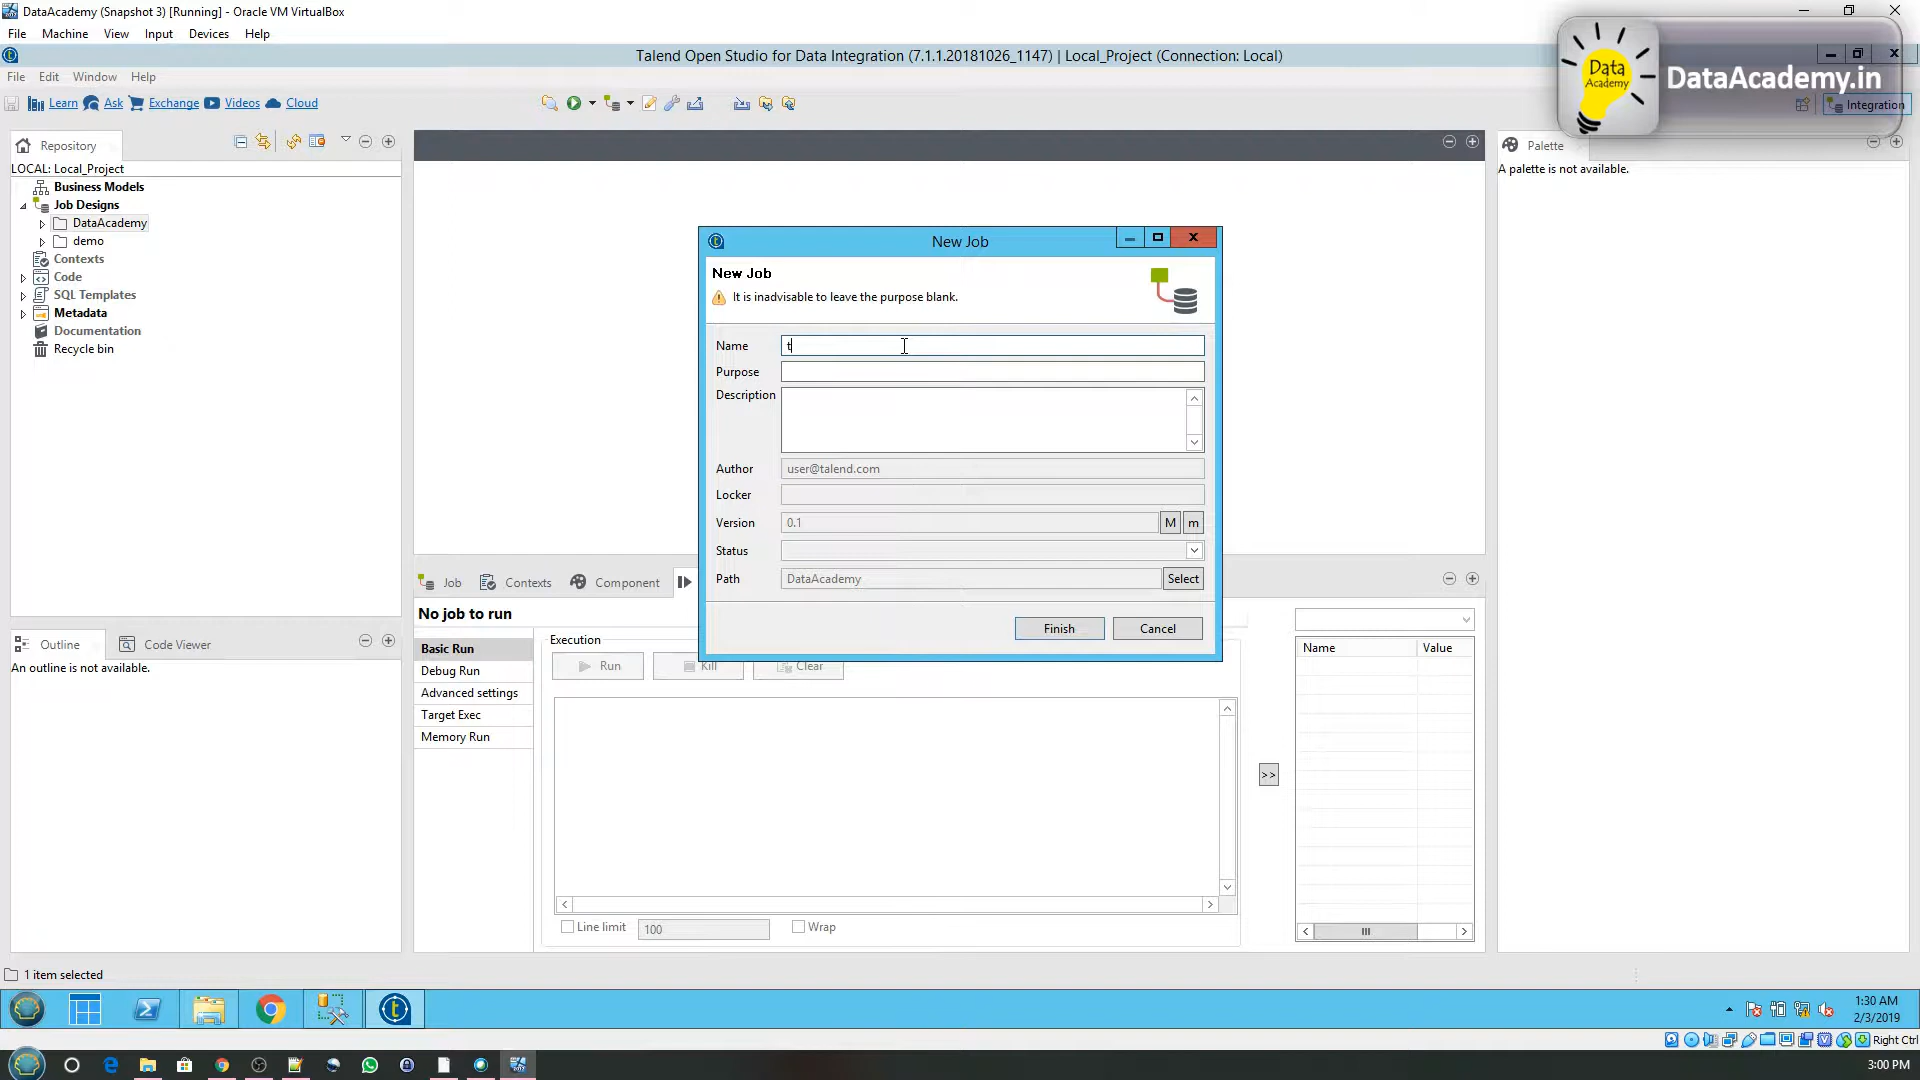 DataAcademy (Snapshot 3) [Running] - Oracle VM VirtualBox
File Machine View Input Devices Help
Talend Open Studio for Data Integration (7.1.1.20181026_1147) | Local_Project (Connection: Local)
File Edit Window Help
Data Academy
DataAcademy.in
Learn Ask Exchange Videos Cloud
Integration
Repository
LOCAL: Local_Project
Business Models
Job Designs
DataAcademy
demo
Contexts
Code
SQL Templates
Metadata
Documentation
Recycle bin
Palette
A palette is not available.
New Job
New Job
It is inadvisable to leave the purpose blank.
Name t
Purpose
Description
Author user@talend.com
Locker
Version 0.1 M m
Status
Path DataAcademy Select
Finish Cancel
Job Contexts Component
No job to run
Basic Run
Debug Run
Advanced settings
Target Exec
Memory Run
Execution
Run Kill Clear
>>
Name Value
Line limit 100 Wrap
Outline Code Viewer
An outline is not available.
1 item selected
1:30 AM
2/3/2019
Right Ctrl
3:00 PM